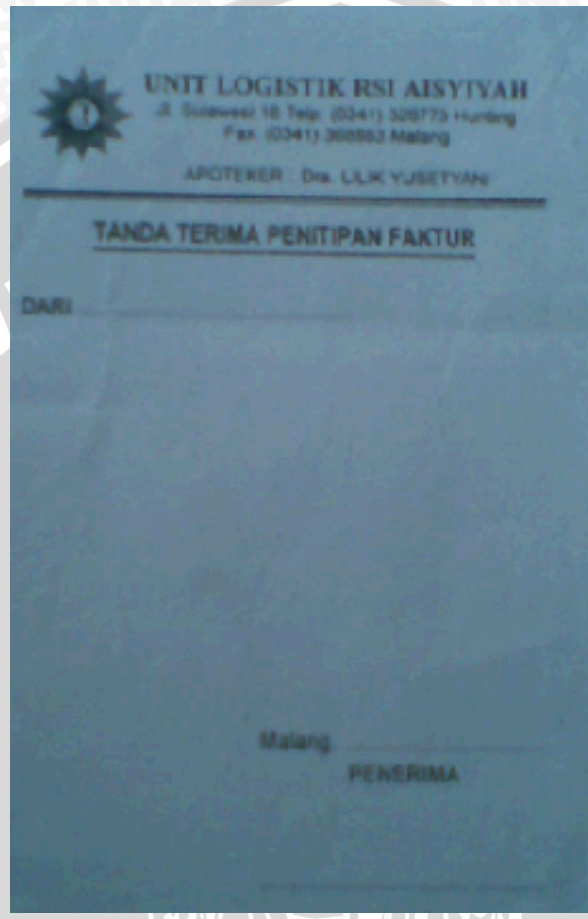 UNIT LOGISTIK RSI AISYIYAH
Jl. Sulawesi 16 Telp. (0341) 326773 Hunting
Fax. (0341) Malang
APOTEKER : Dra. LILIK YUSETYANI
TANDA TERIMA PENITIPAN FAKTUR
DARI
Malang
PENERIMA